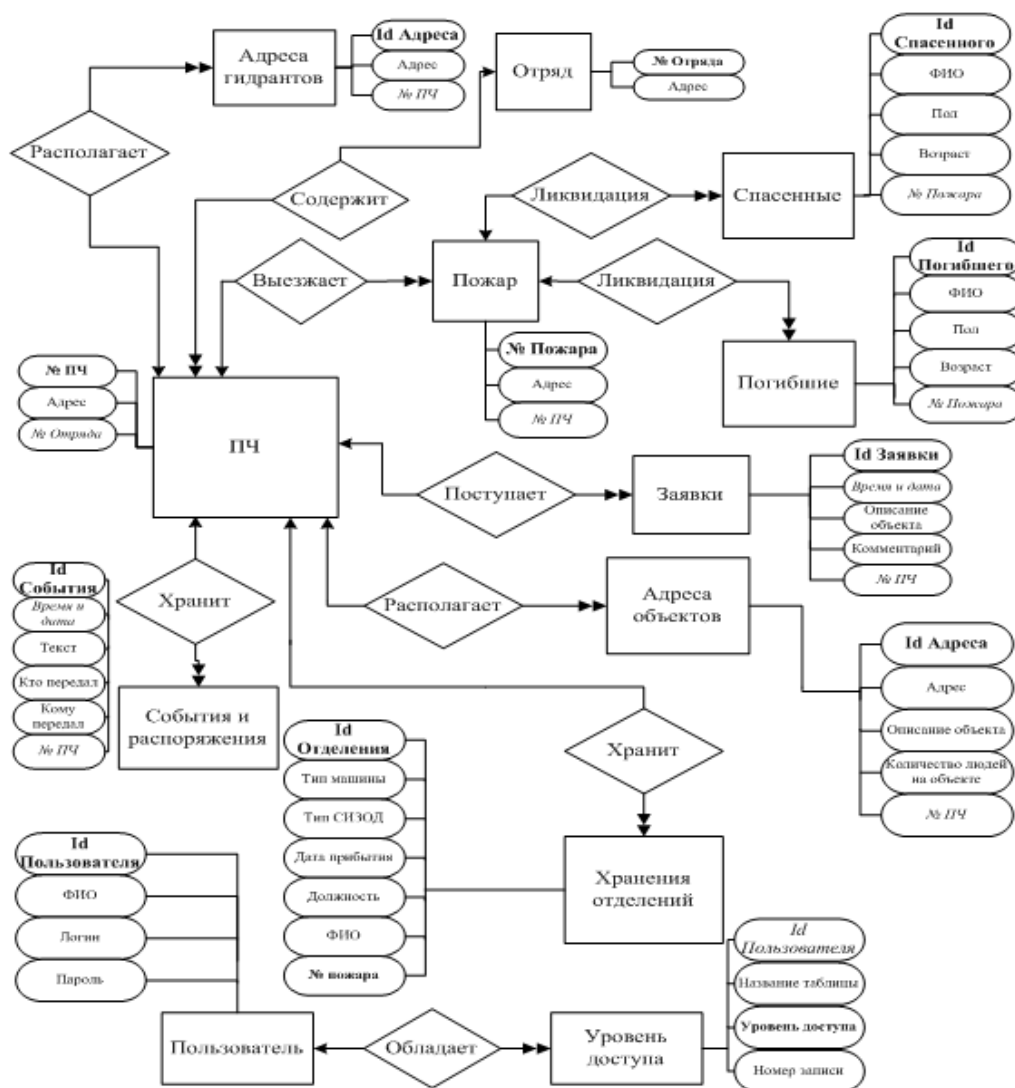 Адреса
гидрантов
Id Адреса
Адрес
№ ПЧ
Отряд
№ Отряда
Адрес
Id
Спасенного
ФИО
Пол
Возраст
№ Пожара
Располагает
Содержит
Ликвидация
Спасенные
Выезжает
Пожар
Ликвидация
Id
Погибшего
ФИО
Пол
Возраст
№ Пожара
№ Пожара
Адрес
№ ПЧ
Погибшие
№ ПЧ
Адрес
№ Отряда
ПЧ
Поступает
Заявки
Id Заявки
Время и дата
Описание
объекта
Комментарий
№ ПЧ
Id
События
Время и
дата
Текст
Кто передал
Кому
передал
№ ПЧ
Хранит
Располагает
Адреса
объектов
Id Адреса
Адрес
Описание объекта
Количество людей
на объекте
№ ПЧ
События и
распоряжения
Id
Отделения
Тип машины
Тип СИЗОД
Дата прибытия
Должность
ФИО
№ пожара
Хранит
Хранения
отделений
Id
Пользователя
ФИО
Логин
Пароль
Id
Пользователя
Название таблицы
Уровень доступа
Номер записи
Пользователь
Обладает
Уровень
доступа